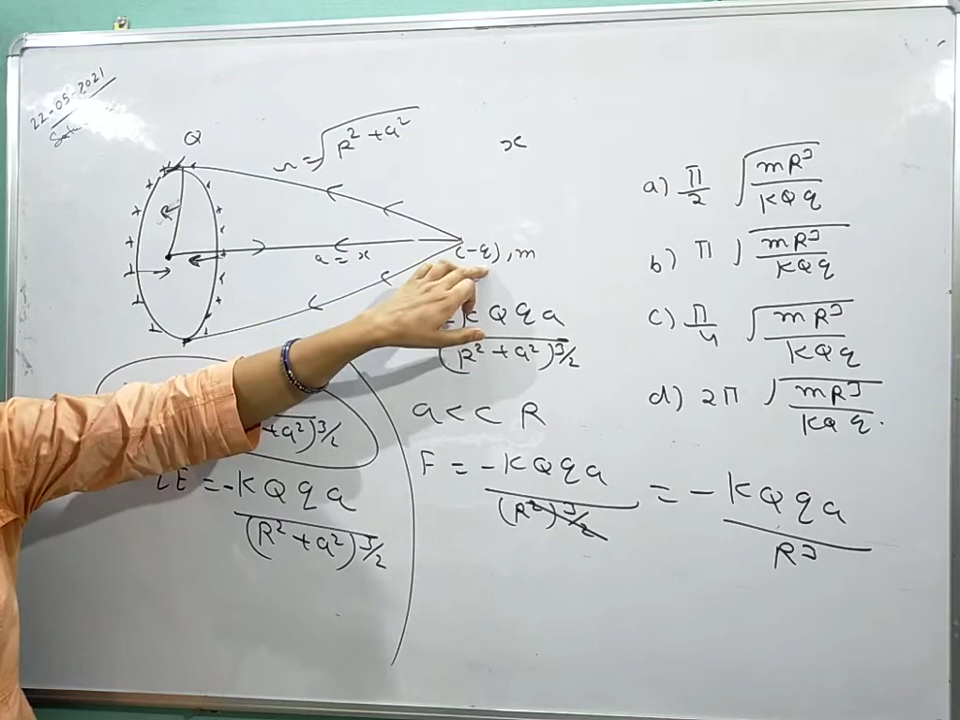 22-05-2021
Q
r = √R² + a²
x
R
a = x
(-q), m
KQqa
(R² + a²)3/2
a << R
+a²)3/2
E = -KQqa
(R² + a²)3/2
F = -KQqa
(R²)3/2
= -KQqa
R3
a) π/2 √mR3/KQq
b) π √mR3/KQq
c) π/4 √mR3/KQq
d) 2π √mR3/KQq.